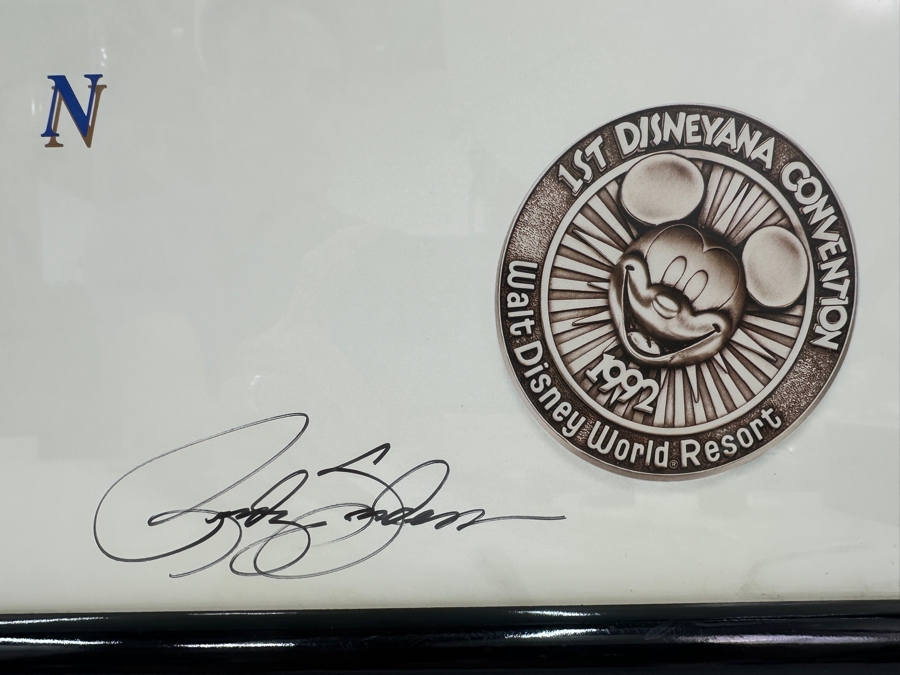 N
1ST DISNEYANA CONVENTION
1992
Walt Disney World® Resort